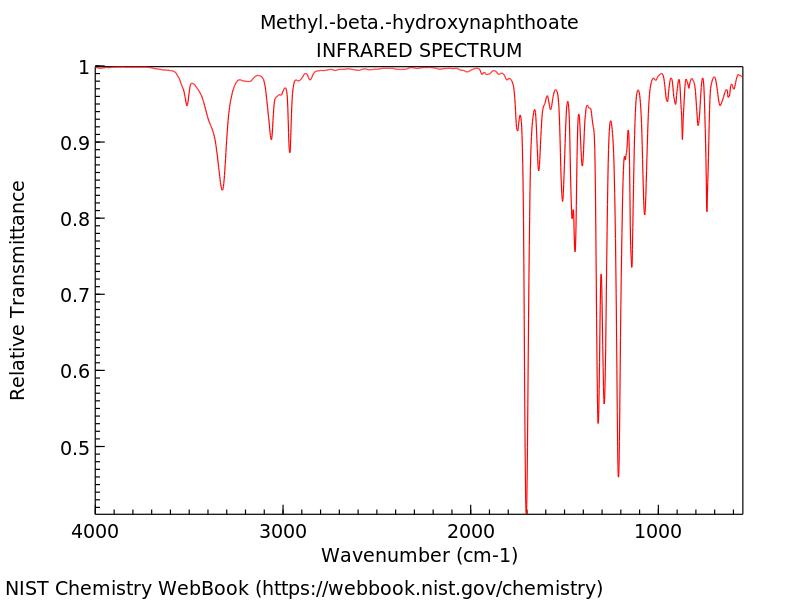 Methyl.-beta.-hydroxynaphthoate
INFRARED SPECTRUM
1
0.9
0.8
0.7
0.6
0.5
Relative Transmittance
4000 3000 2000 1000
Wavenumber (cm-1)
NIST Chemistry WebBook (https://webbook.nist.gov/chemistry)